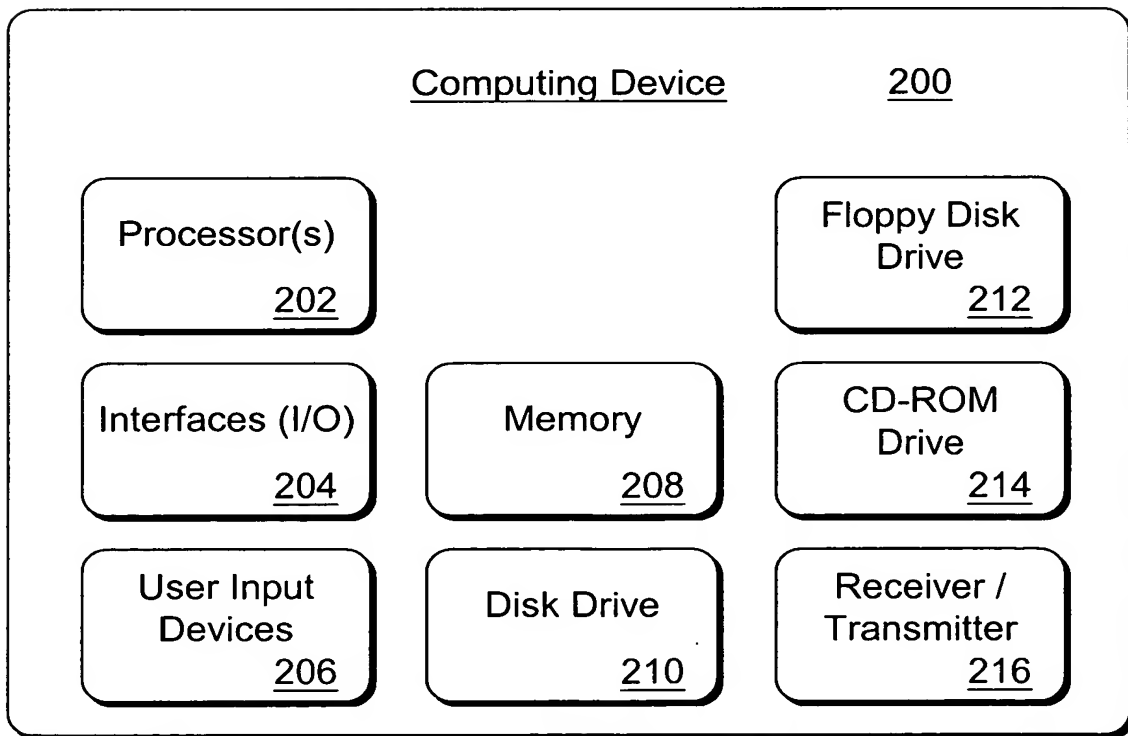 Computing Device 200
Processor(s)
202
Floppy Disk
Drive
212
Interfaces (I/O)
204
Memory
208
CD-ROM
Drive
214
User Input
Devices
206
Disk Drive
210
Receiver /
Transmitter
216